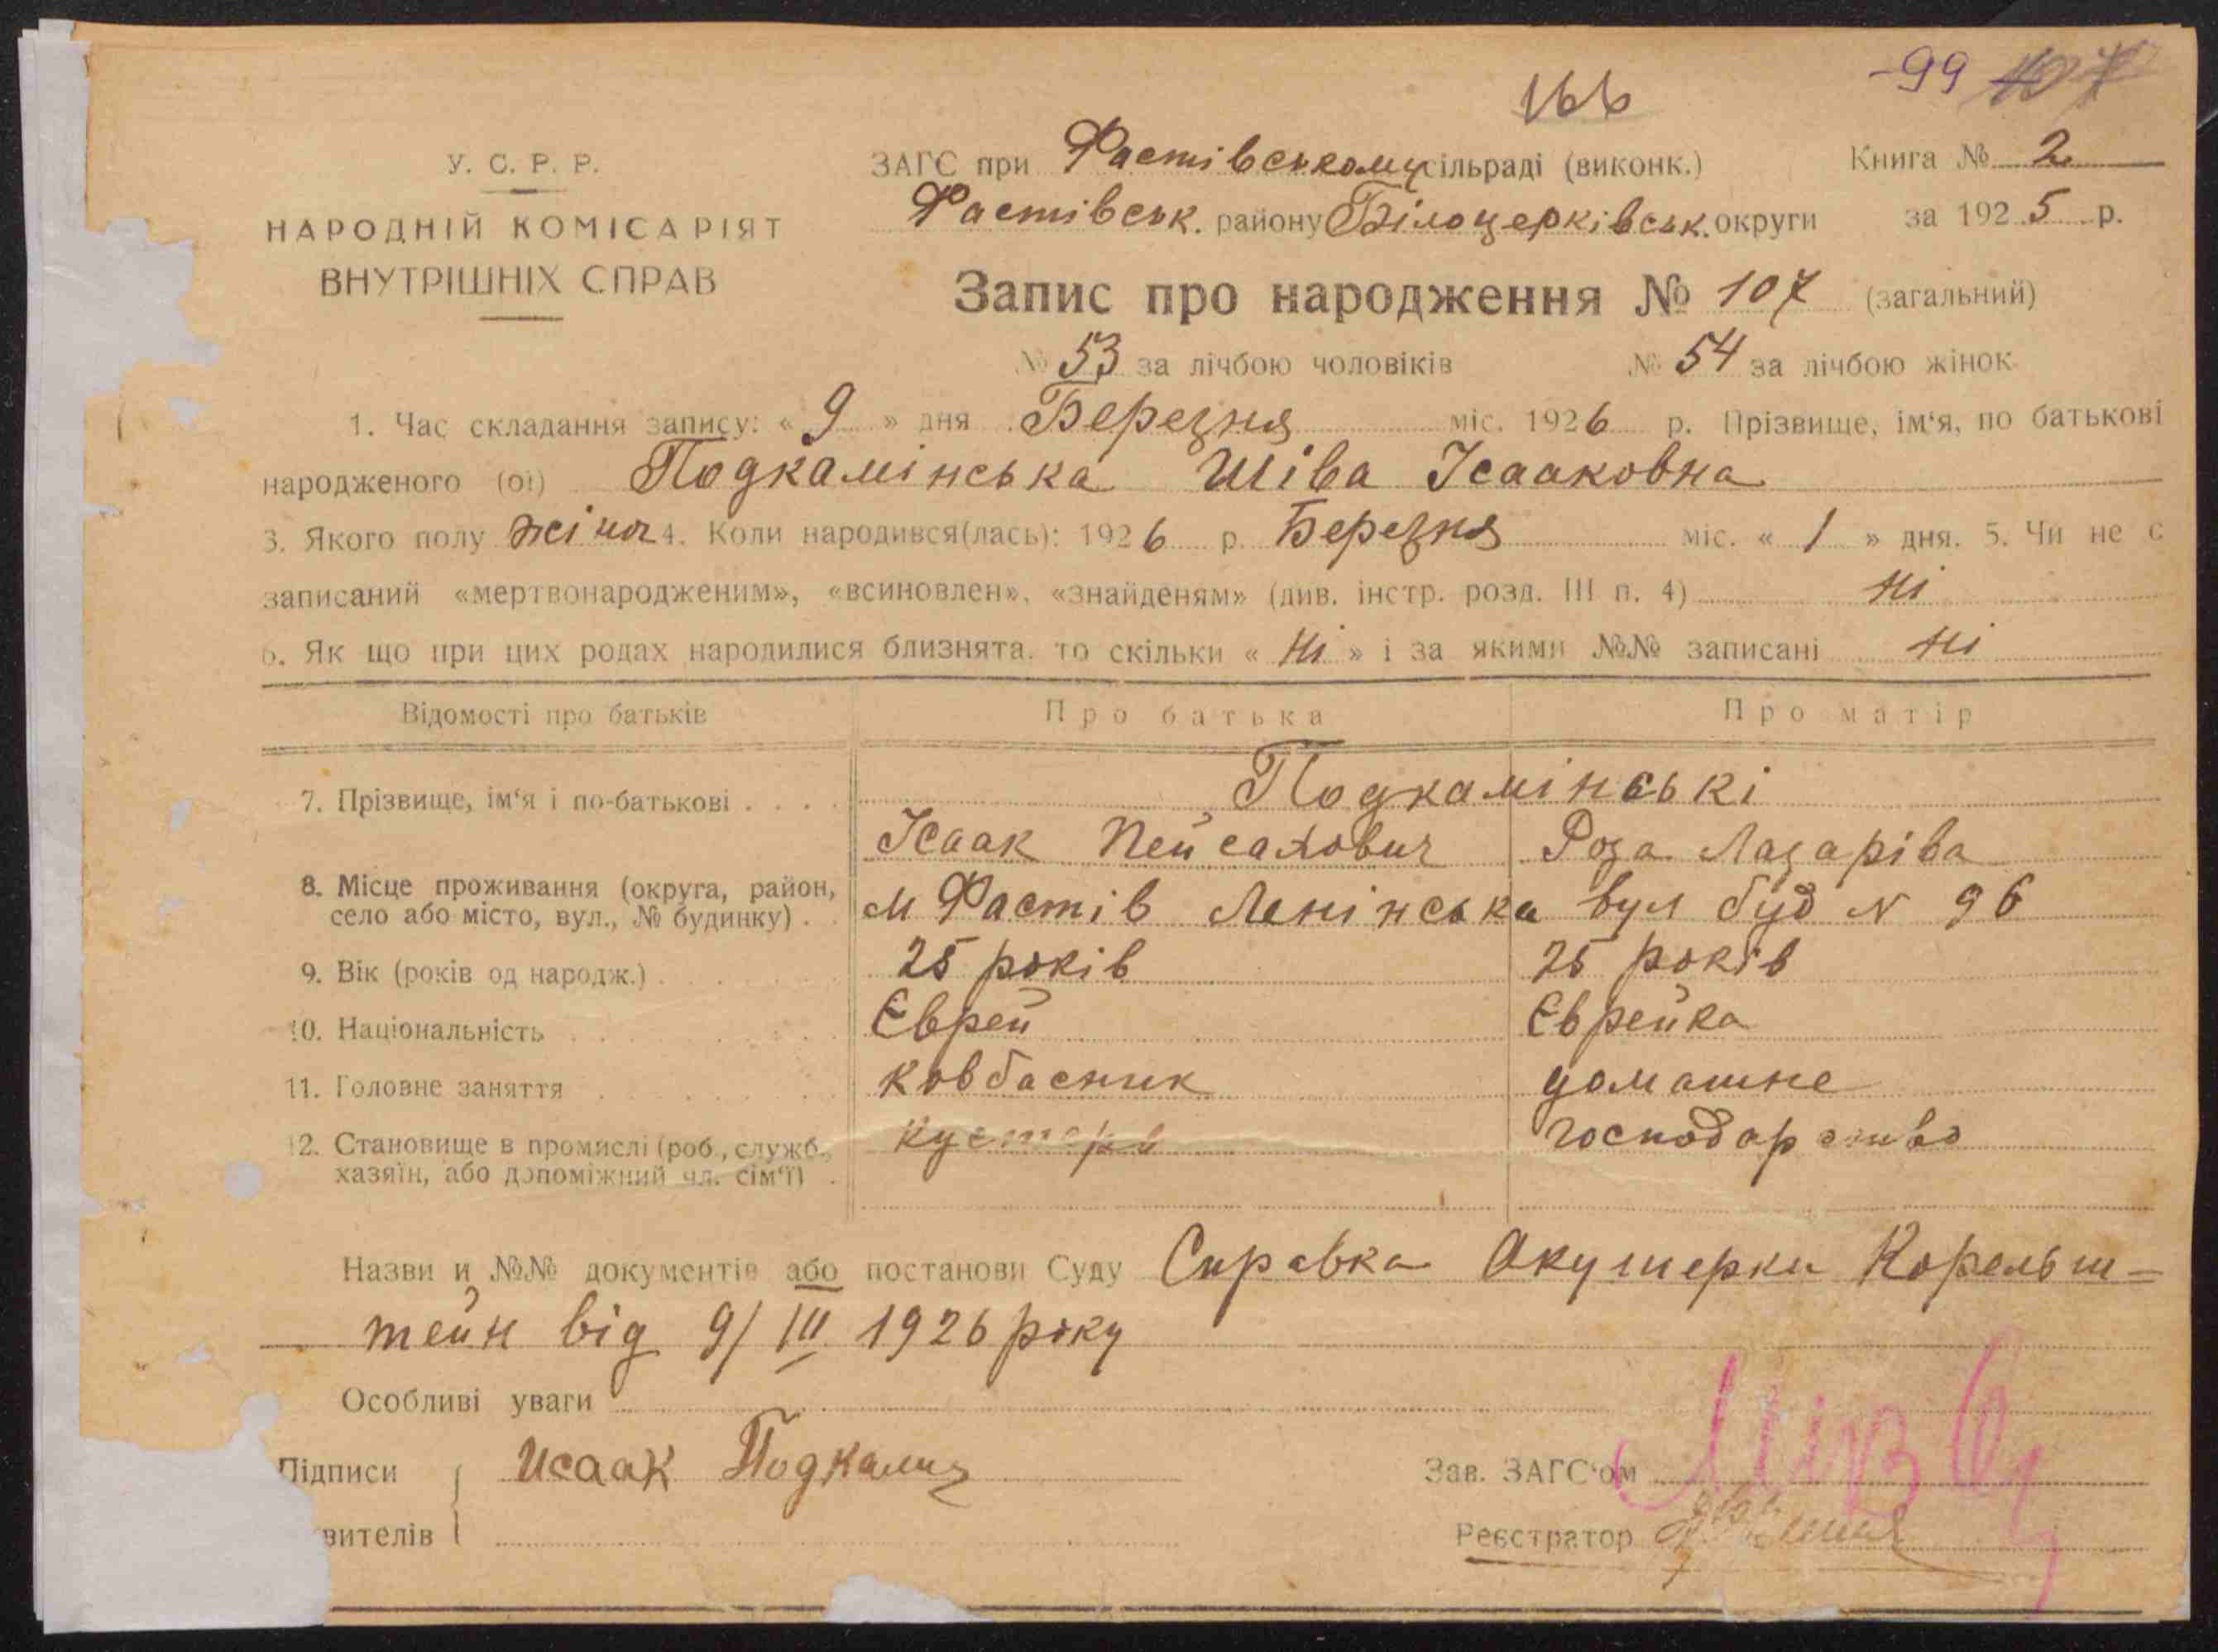 -99 107
166
У. С. Р. Р.
НАРОДНІЙ КОМІСАРІЯТ
ВНУТРІШНІХ СПРАВ
ЗАГС при Фастівському сільраді (виконк.) Книга № 2
Фастівськ. району Білоцерківськ. округи за 1925 р.
Запис про народження № 107 (загальний)
№ 53 за лічбою чоловіків № 54 за лічбою жінок
1. Час складання запису: « 9 » дня Березня міс. 1926 р. Прізвище, ім‘я, по батькові
народженого (ої) Подкамінська Шіва Ісааковна
3. Якого полу жіноч 4. Коли народився(лась): 1926 р. Березня міс. « 1 » дня. 5. Чи не є
записаний «мертвонародженим», «всиновлен», «знайденям» (див. інстр. розд. III п. 4) Ні
6. Як що при цих родах народилися близнята, то скільки « Ні » і за якими №№ записані Ні
Відомості про батьків Про батька Про матір
7. Прізвище, ім‘я і по-батькові . . . . Подкамінські
Ісаак Пейсахович Роза Лазаріва
8. Місце проживання (округа, район,
село або місто, вул., № будинку) . . м Фастів Ленінська вул буд N 96
9. Вік (років од народж.) 25 років 25 років
10. Національність Єврей Єврейка
11. Головне заняття Ковбасник домашне
12. Становище в промислі (роб., служб., кустарь господарство
хазяїн, або допоміжний чл. сім‘ї) .
Назви и №№ документів або постанови Суду Справка Акушерки Корельш-
тейн від 9/III 1926 року
Особливі уваги
Підписи Исаак Подкамин
вителів
Зав. ЗАГС‘ом
Реєстратор